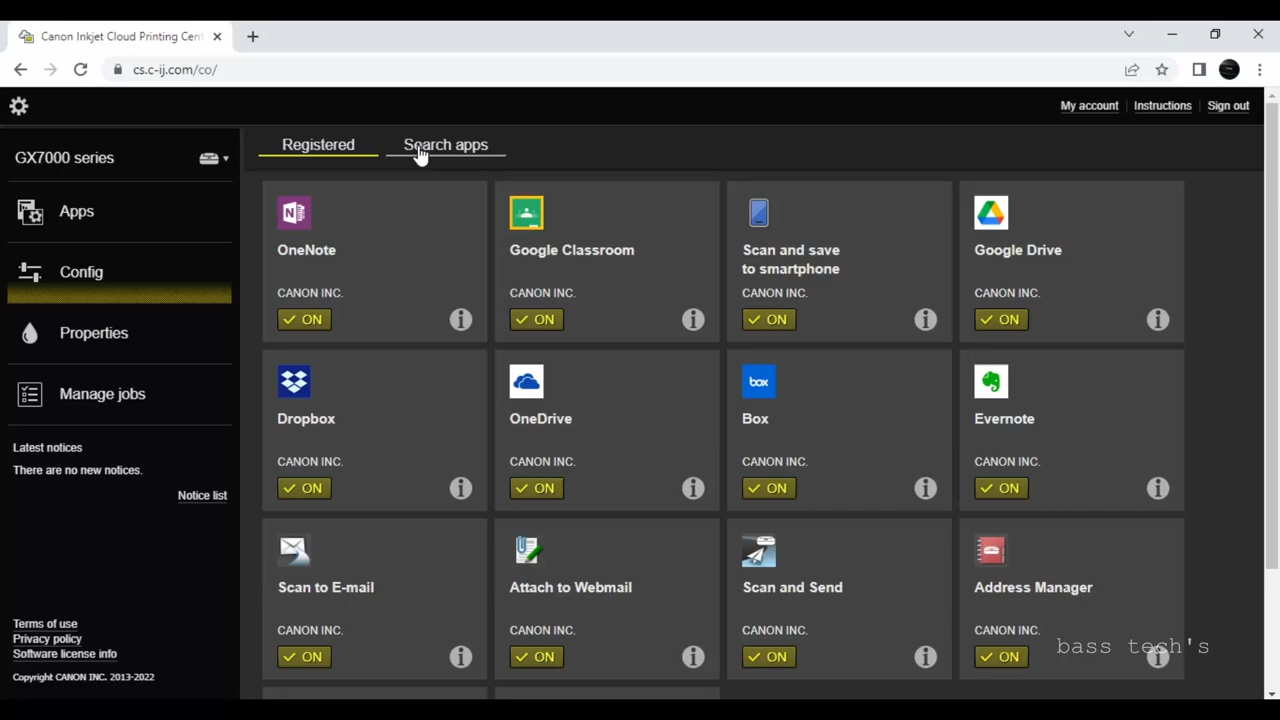 Canon Inkjet Cloud Printing Cent
cs.c-ij.com/co/
My account
Instructions
Sign out
GX7000 series
Registered
Search apps
Apps
Config
Properties
Manage jobs
Latest notices
There are no new notices.
Notice list
Terms of use
Privacy policy
Software license info
Copyright CANON INC. 2013-2022
OneNote
CANON INC.
ON
Google Classroom
CANON INC.
ON
Scan and save
to smartphone
CANON INC.
ON
Google Drive
CANON INC.
ON
Dropbox
CANON INC.
ON
OneDrive
CANON INC.
ON
box
Box
CANON INC.
ON
Evernote
CANON INC.
ON
Scan to E-mail
CANON INC.
ON
Attach to Webmail
CANON INC.
ON
Scan and Send
CANON INC.
ON
Address Manager
CANON INC.
ON
bass tech's